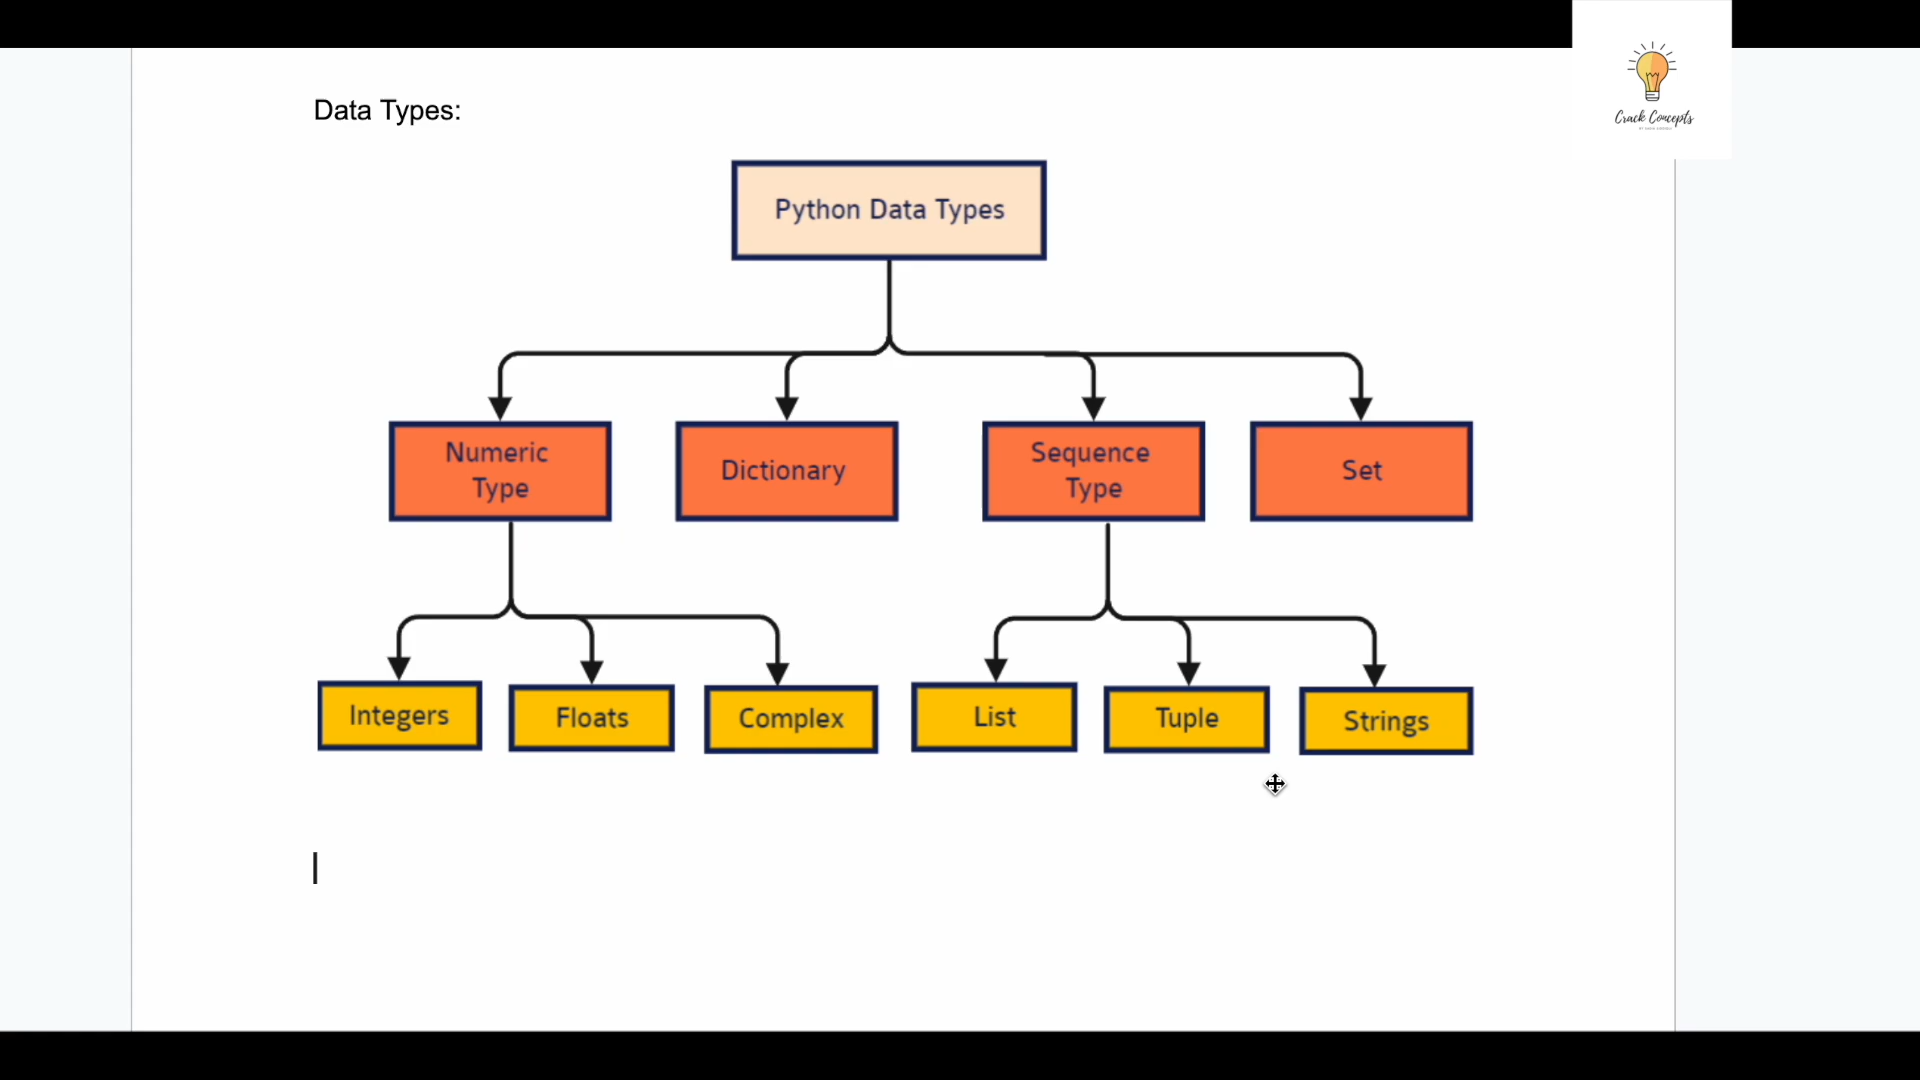 Crack Concepts
Data Types:
Python Data Types
Numeric
Type
Dictionary
Sequence
Type
Set
Integers
Floats
Complex
List
Tuple
Strings